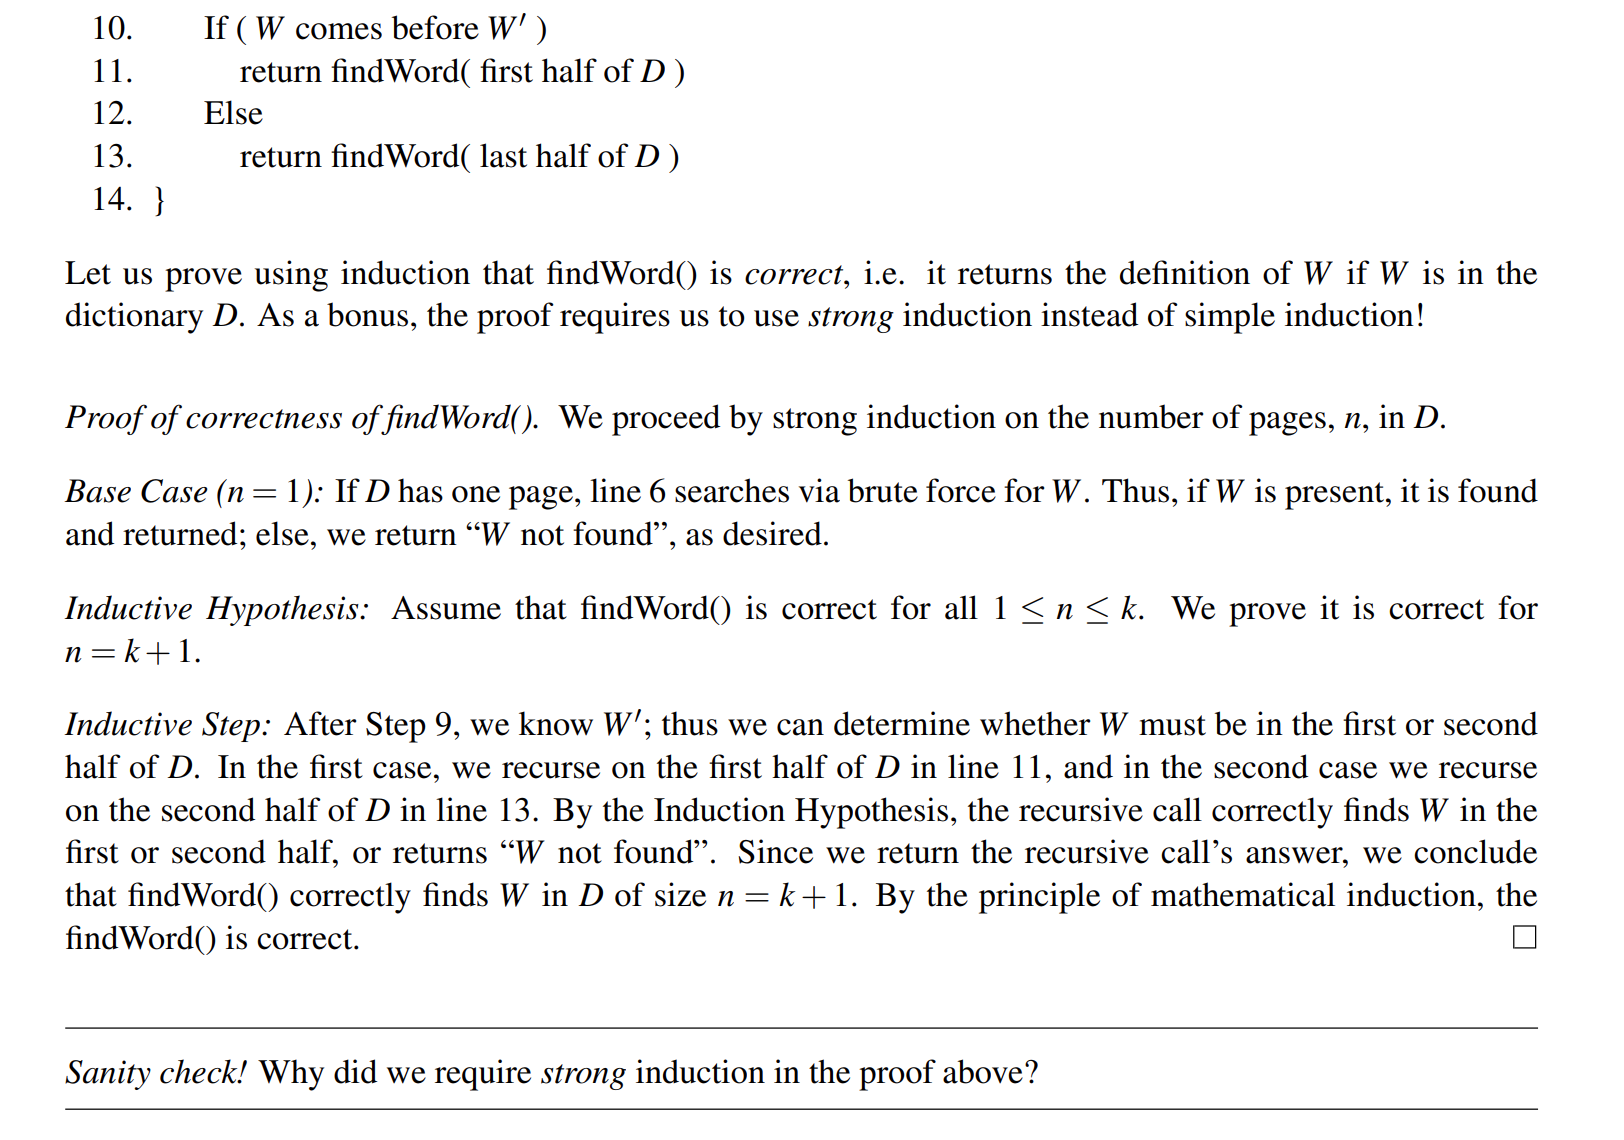 10. If ( W comes before W′ )
11. return findWord( first half of D )
12. Else
13. return findWord( last half of D )
14. }
Let us prove using induction that findWord() is correct, i.e. it returns the definition of W if W is in the
dictionary D. As a bonus, the proof requires us to use strong induction instead of simple induction!
Proof of correctness of findWord(). We proceed by strong induction on the number of pages, n, in D.
Base Case (n = 1): If D has one page, line 6 searches via brute force for W. Thus, if W is present, it is found
and returned; else, we return “W not found”, as desired.
Inductive Hypothesis: Assume that findWord() is correct for all 1 ≤ n ≤ k. We prove it is correct for
n = k + 1.
Inductive Step: After Step 9, we know W′; thus we can determine whether W must be in the first or second
half of D. In the first case, we recurse on the first half of D in line 11, and in the second case we recurse
on the second half of D in line 13. By the Induction Hypothesis, the recursive call correctly finds W in the
first or second half, or returns “W not found”. Since we return the recursive call’s answer, we conclude
that findWord() correctly finds W in D of size n = k + 1. By the principle of mathematical induction, the
findWord() is correct. □
Sanity check! Why did we require strong induction in the proof above?